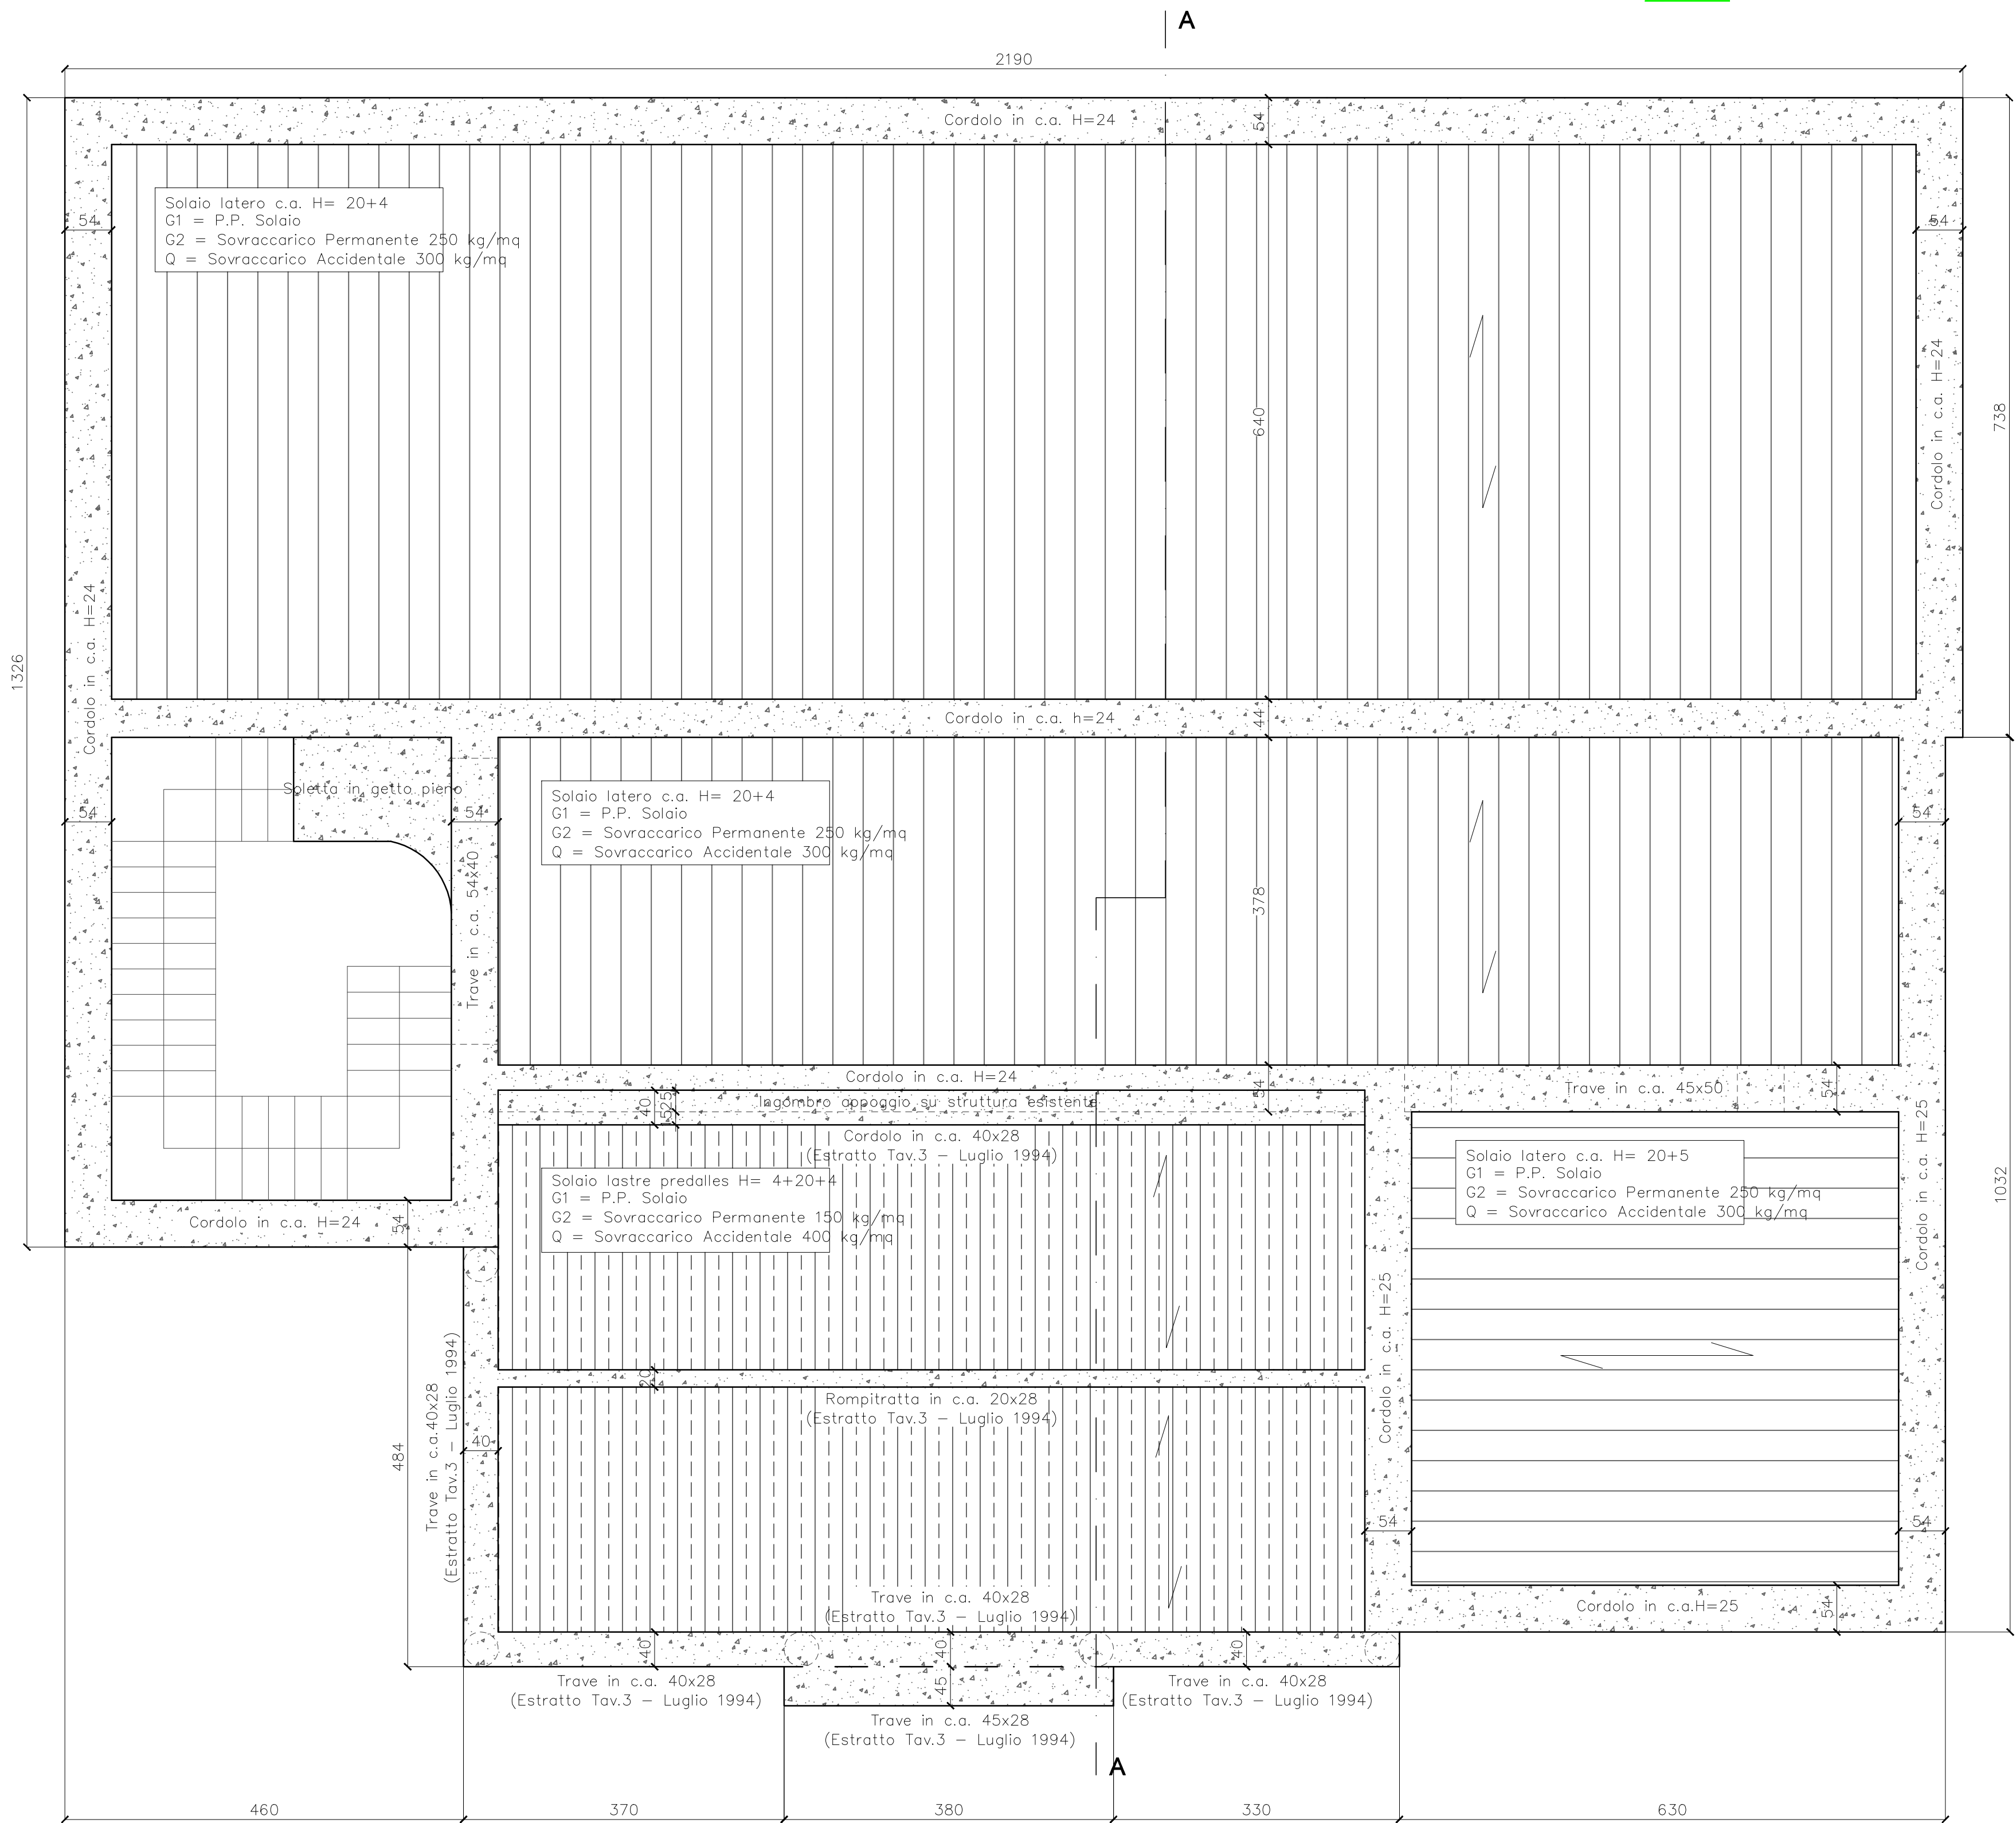 A
2190
54
Cordolo in c.a. H=24
Solaio latero c.a. H= 20+4
G1 = P.P. Solaio
G2 = Sovraccarico Permanente 250 kg/mq
Q = Sovraccarico Accidentale 300 kg/mq
54
54
Cordolo in c.a. H=24
640
738
1326
Cordolo in c.a. H=24
Cordolo in c.a. h=24
44
Soletta in getto pieno
54
54
54
Solaio latero c.a. H= 20+4
G1 = P.P. Solaio
G2 = Sovraccarico Permanente 250 kg/mq
Q = Sovraccarico Accidentale 300 kg/mq
Trave in c.a. 54x40
378
Cordolo in c.a. H=24
54
Trave in c.a. 45x50
54
40
25
15
Ingombro appoggio su struttura esistente
Cordolo in c.a. 40x28
(Estratto Tav.3 – Luglio 1994)
Solaio lastre predalles H= 4+20+4
G1 = P.P. Solaio
G2 = Sovraccarico Permanente 150 kg/mq
Q = Sovraccarico Accidentale 400 kg/mq
Solaio latero c.a. H= 20+5
G1 = P.P. Solaio
G2 = Sovraccarico Permanente 250 kg/mq
Q = Sovraccarico Accidentale 300 kg/mq
Cordolo in c.a. H=25
1032
Cordolo in c.a. H=24
54
Cordolo in c.a. H=25
20
Rompitratta in c.a. 20x28
(Estratto Tav.3 – Luglio 1994)
Trave in c.a.40x28
(Estratto Tav.3 – Luglio 1994)
484
40
54
54
Trave in c.a. 40x28
(Estratto Tav.3 – Luglio 1994)
Cordolo in c.a.H=25
54
40
40
40
45
Trave in c.a. 40x28
(Estratto Tav.3 – Luglio 1994)
Trave in c.a. 40x28
(Estratto Tav.3 – Luglio 1994)
Trave in c.a. 45x28
(Estratto Tav.3 – Luglio 1994)
A
460
370
380
330
630